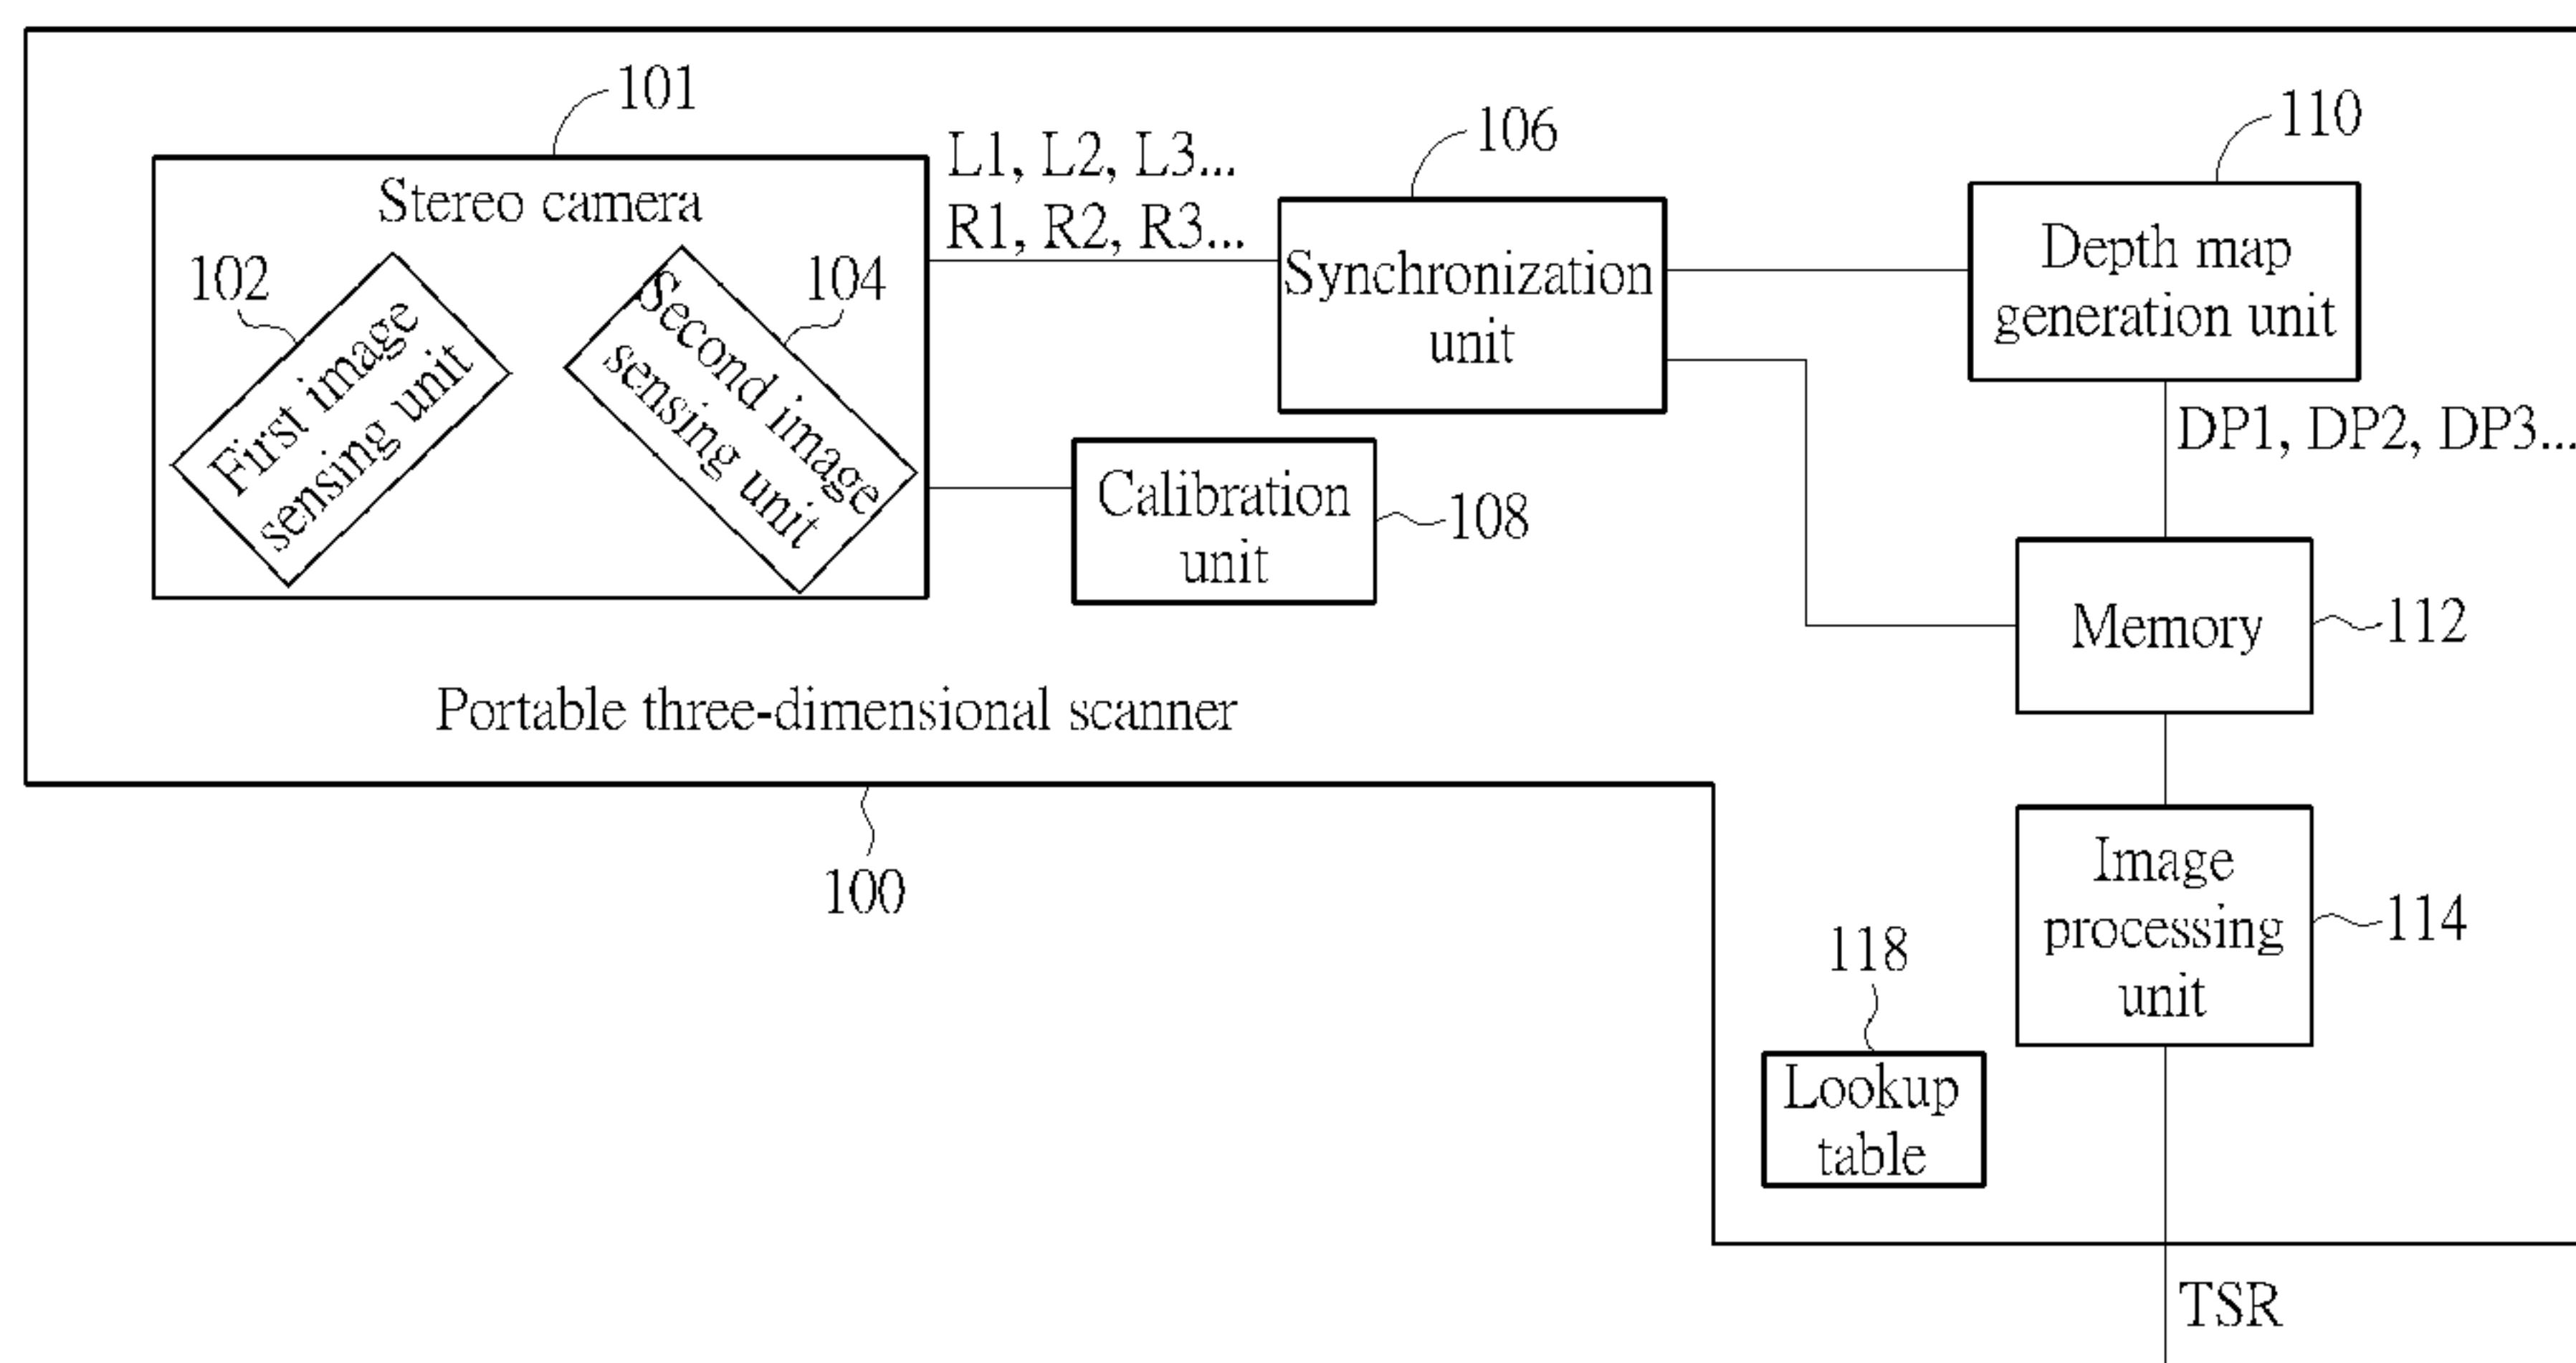 101
Stereo camera
102
First image
sensing unit
104
Second image
sensing unit
L1, L2, L3...
R1, R2, R3...
106
Synchronization
unit
110
Depth map
generation unit
DP1, DP2, DP3...
Calibration
unit
108
Memory
112
Portable three-dimensional scanner
100
Image
processing
unit
114
118
Lookup
table
TSR